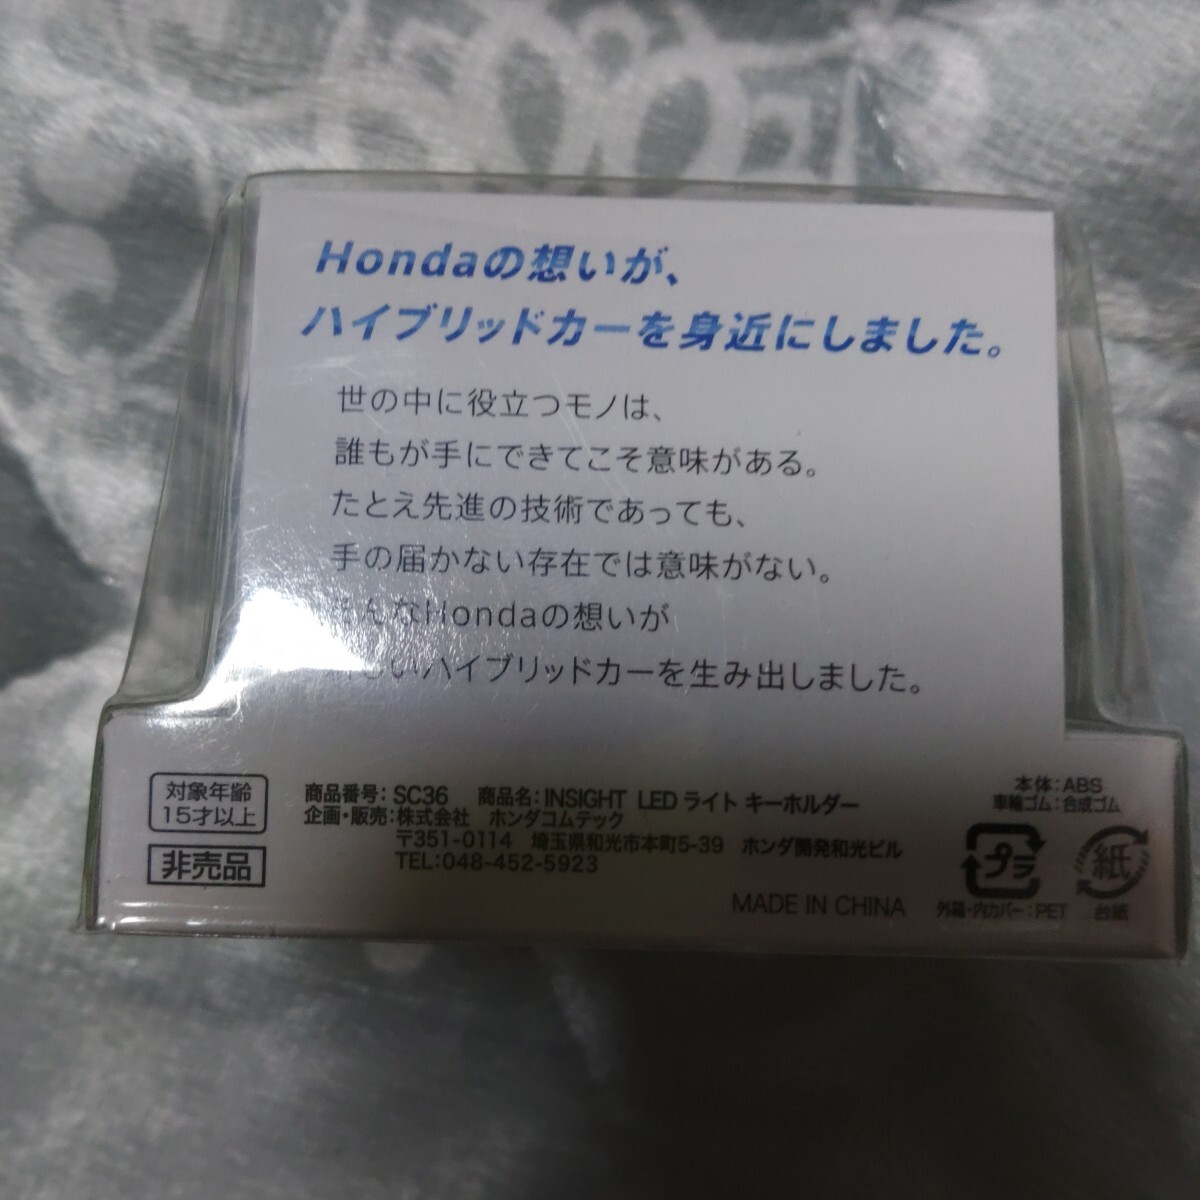 Hondaの想いが、
ハイブリッドカーを身近にしました。
世の中に役立つモノは、
誰もが手にできてこそ意味がある。
たとえ先進の技術であっても、
手の届かない存在では意味がない。
そんなHondaの想いが
新しいハイブリッドカーを生み出しました。
対象年齢
15才以上
非売品
商品番号：SC36 商品名：INSIGHT LED ライト キーホルダー
企画・販売：株式会社 ホンダコムテック
〒351-0114 埼玉県和光市本町5-39 ホンダ開発和光ビル
TEL：048-452-5923
MADE IN CHINA
本体：ABS
車輪ゴム：合成ゴム
プラ
外箱・内カバー：PET
紙
台紙